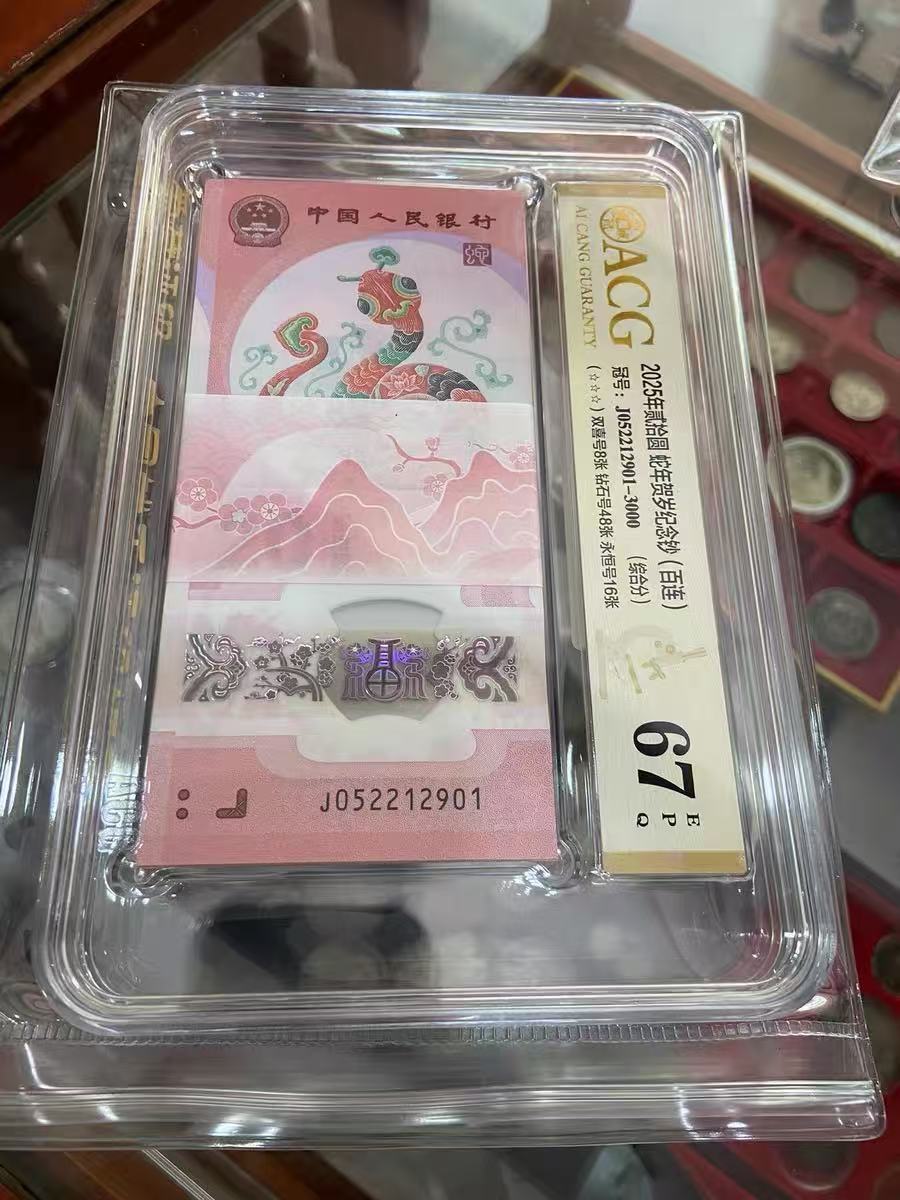 中国人民银行
J052212901
ACG
AI CANG GUARANTY
2025年贰拾圆 蛇年贺岁纪念钞（百连）
冠号：J052212901-3000 （综合分）
(☆☆☆) 双喜号8张 钻石号48张 永恒号16张
67
E
P
Q